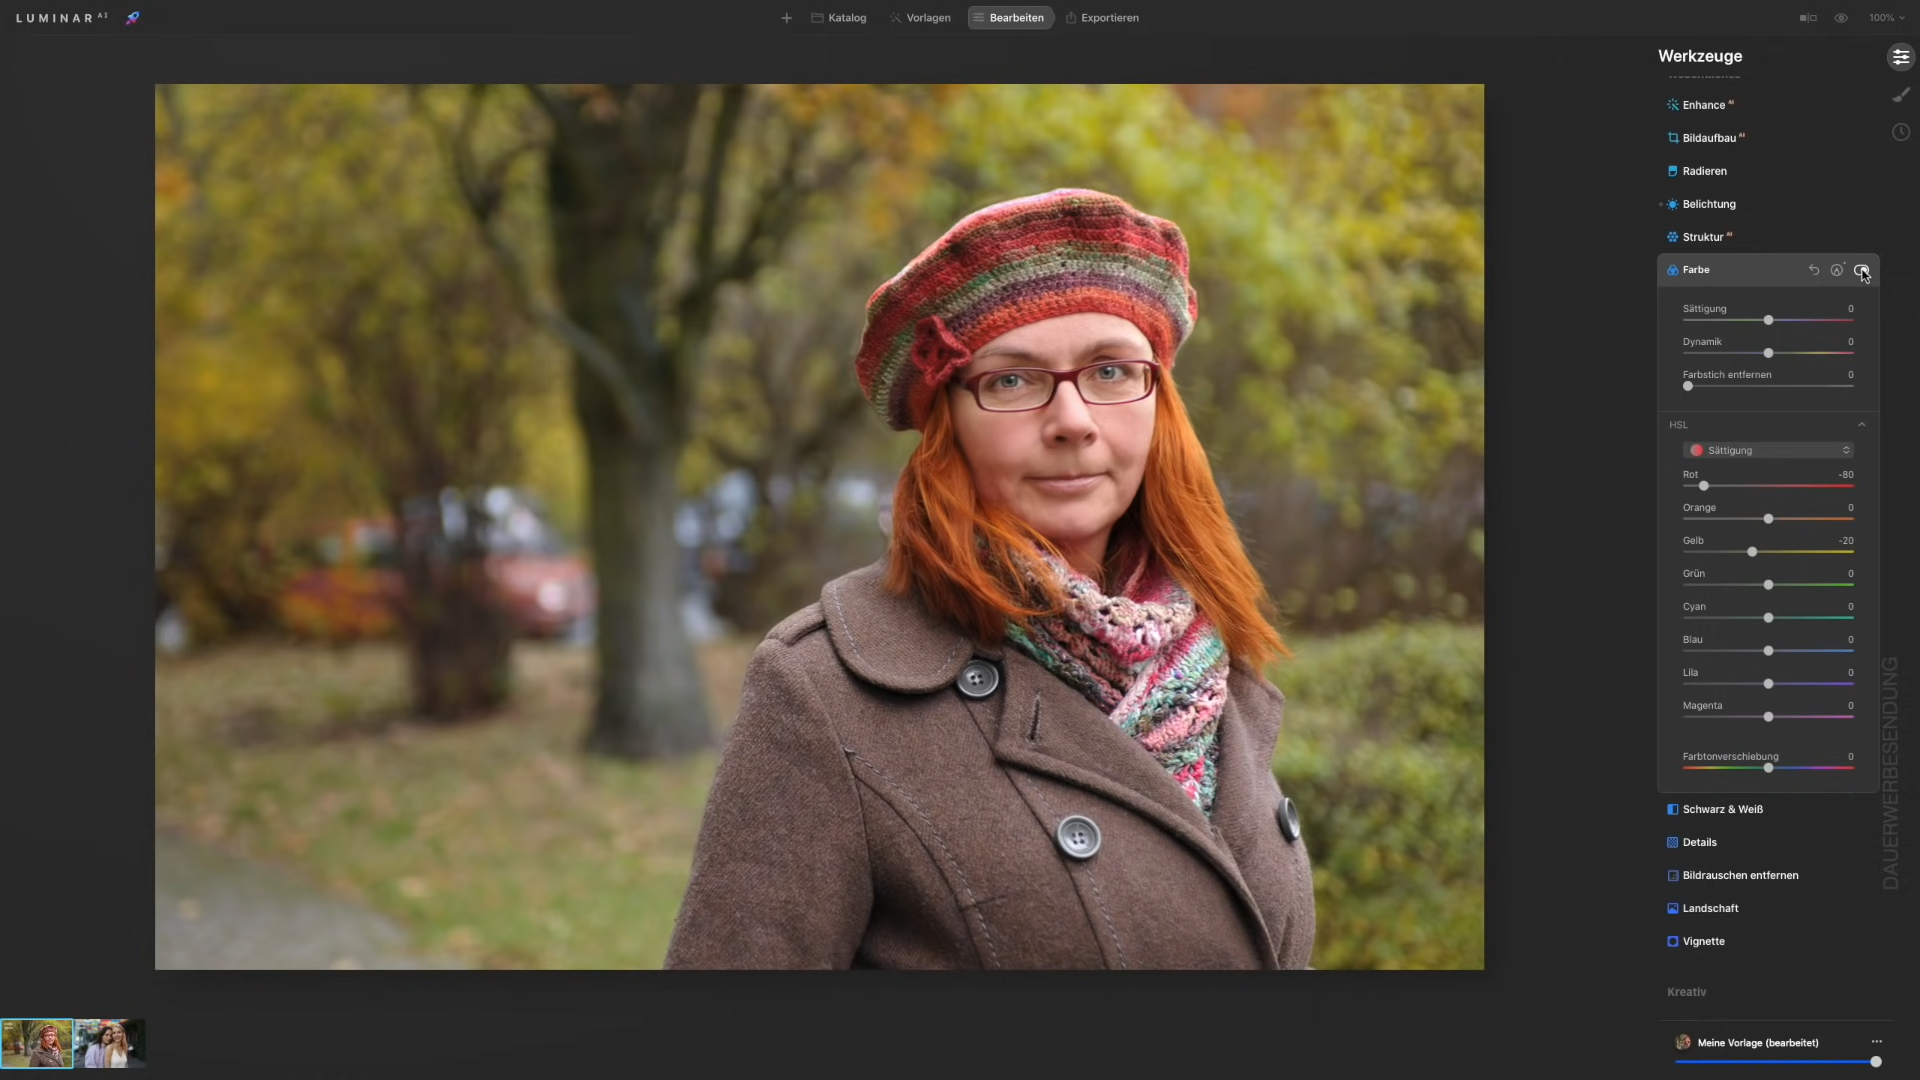 LUMINAR AI
Katalog
Vorlagen
Bearbeiten
Exportieren
100%
Werkzeuge
Enhance AI
Bildaufbau AI
Radieren
Belichtung
Struktur AI
Farbe
Sättigung 0
Dynamik 0
Farbstich entfernen 0
HSL
Sättigung
Rot -80
Orange 0
Gelb -20
Grün 0
Cyan 0
Blau 0
Lila 0
Magenta 0
Farbtonverschiebung 0
Schwarz & Weiß
Details
Bildrauschen entfernen
Landschaft
Vignette
Kreativ
Meine Vorlage (bearbeitet)
DAUERWERBESENDUNG